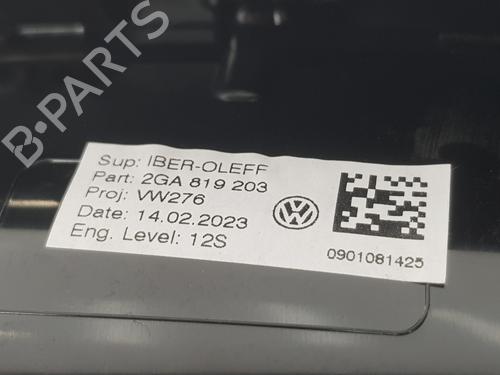 B-PARTS
Sup: IBER-OLEFF
Part: 2GA 819 203
Proj: VW276
Date: 14.02.2023
Eng. Level: 12S
0901081425